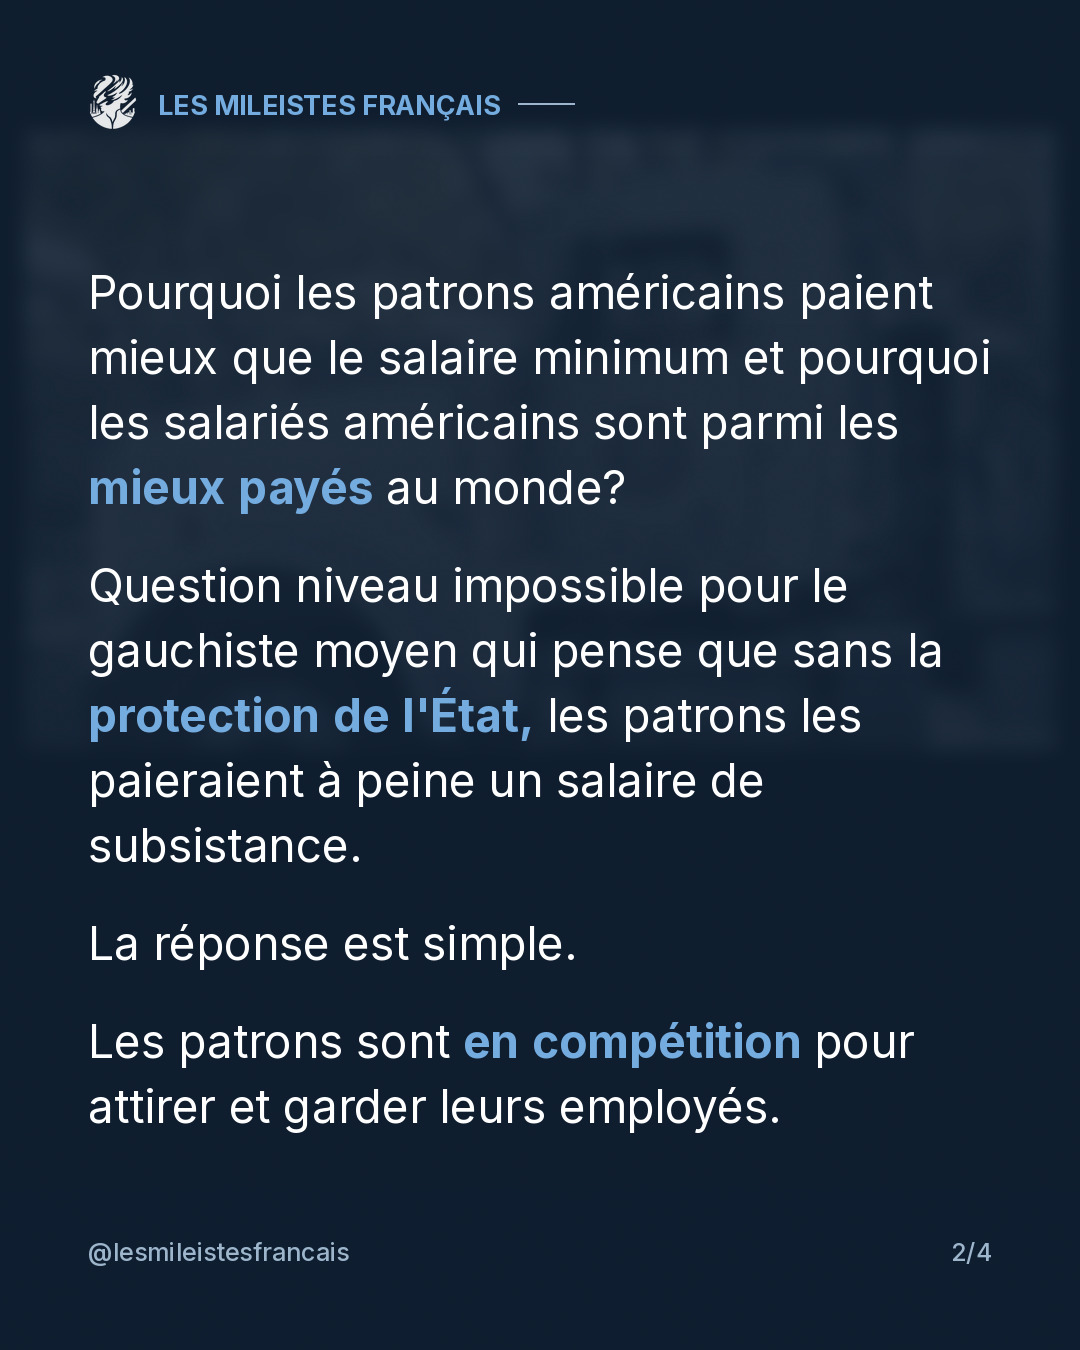 LES MILEISTES FRANÇAIS
Pourquoi les patrons américains paient
mieux que le salaire minimum et pourquoi
les salariés américains sont parmi les
mieux payés au monde?
Question niveau impossible pour le
gauchiste moyen qui pense que sans la
protection de l'État, les patrons les
paieraient à peine un salaire de
subsistance.
La réponse est simple.
Les patrons sont en compétition pour
attirer et garder leurs employés.
@lesmileistesfrancais
2/4